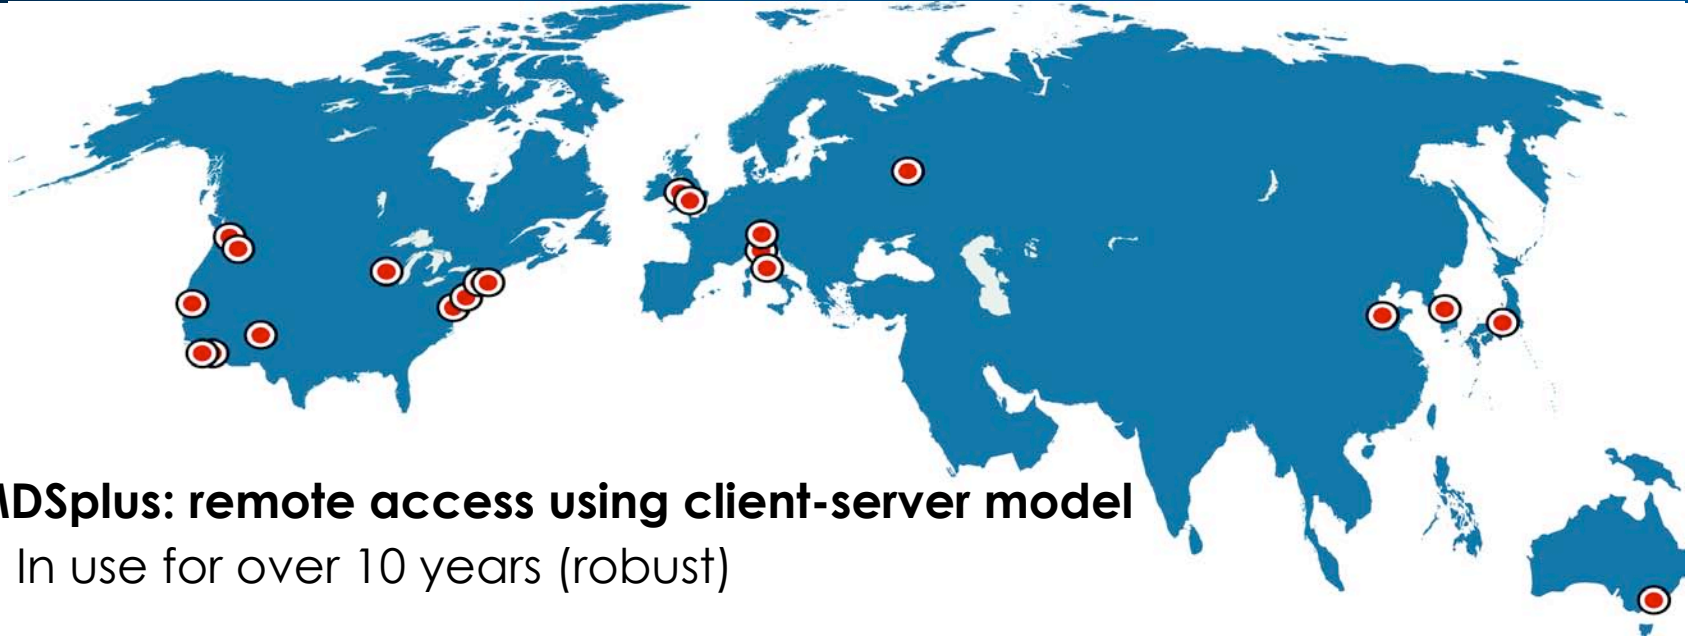 MDSplus: remote access using client-server model
In use for over 10 years (robust)